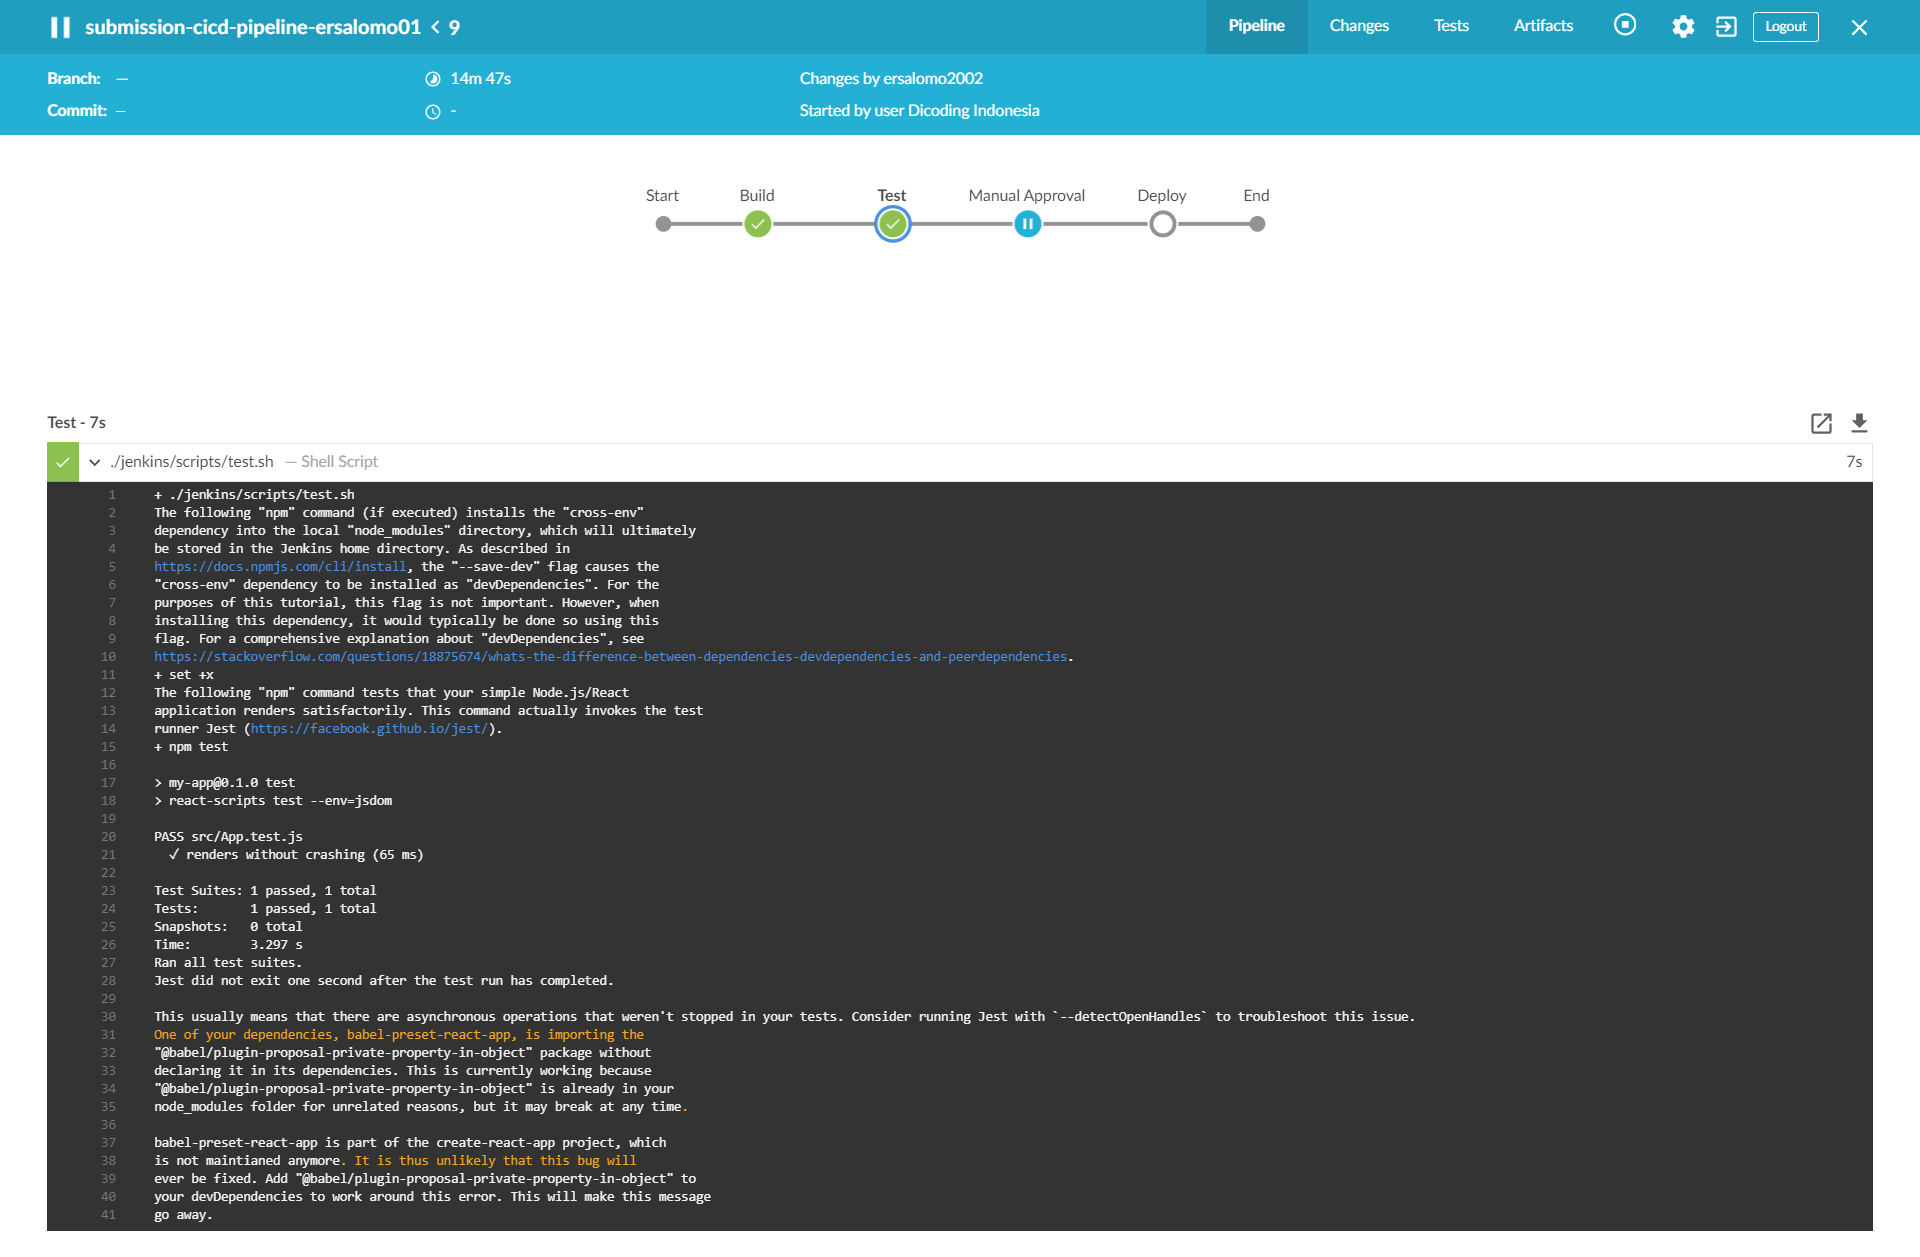 submission-cicd-pipeline-ersalomo01 < 9
Pipeline
Changes
Tests
Artifacts
Logout
Branch: —
14m 47s
Changes by ersalomo2002
Commit: —
-
Started by user Dicoding Indonesia
Start
Build
Test
Manual Approval
Deploy
End
Test - 7s
./jenkins/scripts/test.sh — Shell Script
7s
1 + ./jenkins/scripts/test.sh
2 The following "npm" command (if executed) installs the "cross-env"
3 dependency into the local "node_modules" directory, which will ultimately
4 be stored in the Jenkins home directory. As described in
5 https://docs.npmjs.com/cli/install, the "--save-dev" flag causes the
6 "cross-env" dependency to be installed as "devDependencies". For the
7 purposes of this tutorial, this flag is not important. However, when
8 installing this dependency, it would typically be done so using this
9 flag. For a comprehensive explanation about "devDependencies", see
10 https://stackoverflow.com/questions/18875674/whats-the-difference-between-dependencies-devdependencies-and-peerdependencies.
11 + set +x
12 The following "npm" command tests that your simple Node.js/React
13 application renders satisfactorily. This command actually invokes the test
14 runner Jest (https://facebook.github.io/jest/).
15 + npm test
16
17 > my-app@0.1.0 test
18 > react-scripts test --env=jsdom
19
20 PASS src/App.test.js
21 ✓ renders without crashing (65 ms)
22
23 Test Suites: 1 passed, 1 total
24 Tests: 1 passed, 1 total
25 Snapshots: 0 total
26 Time: 3.297 s
27 Ran all test suites.
28 Jest did not exit one second after the test run has completed.
29
30 This usually means that there are asynchronous operations that weren't stopped in your tests. Consider running Jest with `--detectOpenHandles` to troubleshoot this issue.
31 One of your dependencies, babel-preset-react-app, is importing the
32 "@babel/plugin-proposal-private-property-in-object" package without
33 declaring it in its dependencies. This is currently working because
34 "@babel/plugin-proposal-private-property-in-object" is already in your
35 node_modules folder for unrelated reasons, but it may break at any time.
36
37 babel-preset-react-app is part of the create-react-app project, which
38 is not maintianed anymore. It is thus unlikely that this bug will
39 ever be fixed. Add "@babel/plugin-proposal-private-property-in-object" to
40 your devDependencies to work around this error. This will make this message
41 go away.